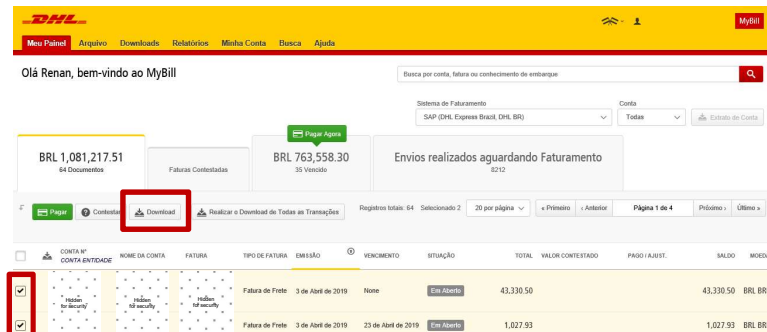 DHL
MyBill
Meu Painel Arquivo Downloads Relatórios Minha Conta Busca Ajuda
Olá Renan, bem-vindo ao MyBill
Busca por conta, fatura ou conhecimento de embarque
Sistema de Faturamento Conta
SAP (DHL Express Brazil, DHL BR) Todas Extrato de Conta
Pagar Agora
BRL 1,081,217.51 Faturas Contestadas BRL 763,558.30 Envios realizados aguardando Faturamento
64 Documentos 35 Vencido 8212
Pagar Contestar Download Realizar o Download de Todas as Transações Registros totais: 64 Selecionado 2 20 por página « Primeiro ‹ Anterior Página 1 de 4 Próximo › Último »
CONTA Nº
CONTA ENTIDADE NOME DA CONTA FATURA TIPO DE FATURA EMISSÃO VENCIMENTO SITUAÇÃO TOTAL VALOR CONTESTADO PAGO / AJUST. SALDO MOEDA
Hidden for security Hidden for security Hidden for security Fatura de Frete 3 de Abril de 2019 None Em Aberto 43,330.50 43,330.50 BRL BR
Fatura de Frete 3 de Abril de 2019 23 de Abril de 2019 Em Aberto 1,027.93 1,027.93 BRL BR